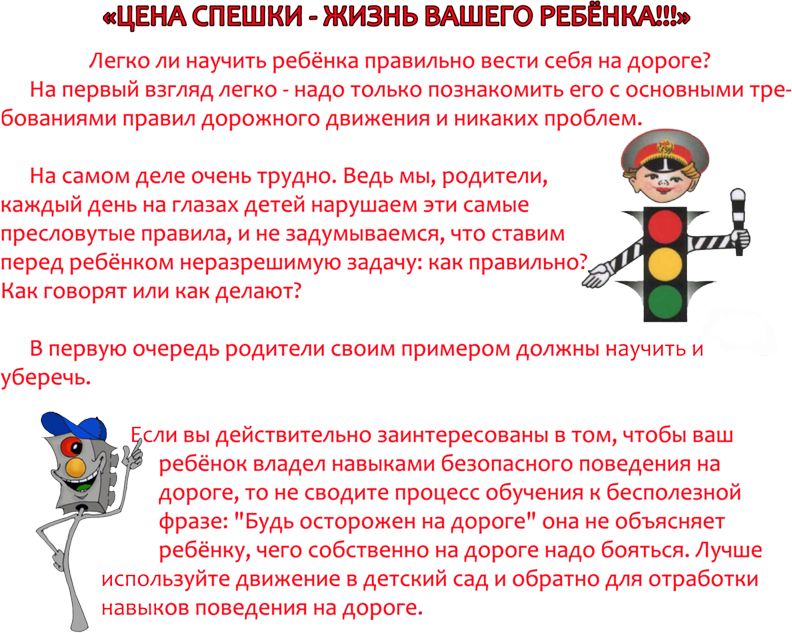 «ЦЕНА СПЕШКИ - ЖИЗНЬ ВАШЕГО РЕБЁНКА!!!»
Легко ли научить ребёнка правильно вести себя на дороге?
На первый взгляд легко - надо только познакомить его с основными тре-
бованиями правил дорожного движения и никаких проблем.
На самом деле очень трудно. Ведь мы, родители,
каждый день на глазах детей нарушаем эти самые
пресловутые правила, и не задумываемся, что ставим
перед ребёнком неразрешимую задачу: как правильно?
Как говорят или как делают?
В первую очередь родители своим примером должны научить и
уберечь.
Если вы действительно заинтересованы в том, чтобы ваш
ребёнок владел навыками безопасного поведения на
дороге, то не сводите процесс обучения к бесполезной
фразе: "Будь осторожен на дороге" она не объясняет
ребёнку, чего собственно на дороге надо бояться. Лучше
используйте движение в детский сад и обратно для отработки
навыков поведения на дороге.